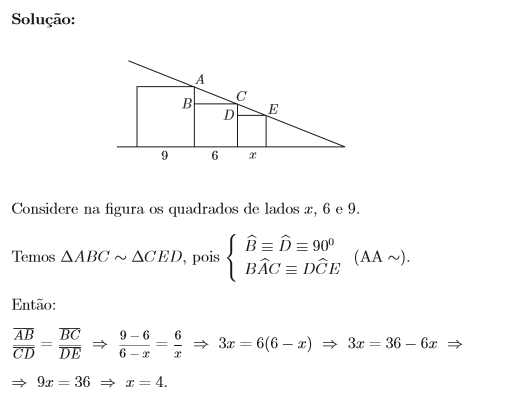 Solução:
A
B
C
D
E
9 6 x
Considere na figura os quadrados de lados x, 6 e 9.
Temos ΔABC ∼ ΔCED, pois { B̂ ≡ D̂ ≡ 90⁰
BÂC ≡ DĈE (AA ∼).
Então:
AB̅/CD̅ = BC̅/DE̅ ⇒ (9 − 6)/(6 − x) = 6/x ⇒ 3x = 6(6 − x) ⇒ 3x = 36 − 6x ⇒
⇒ 9x = 36 ⇒ x = 4.